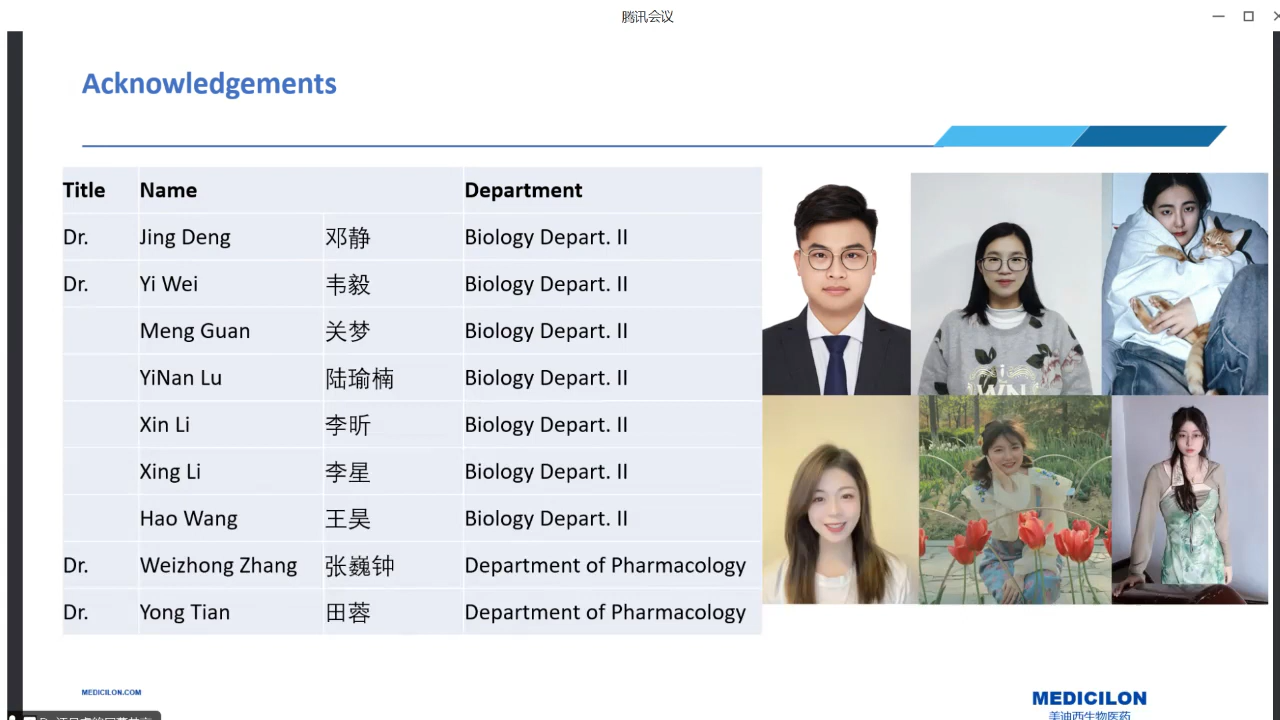 腾讯会议
Acknowledgements
Title Name Department
Dr. Jing Deng 邓静 Biology Depart. II
Dr. Yi Wei 韦毅 Biology Depart. II
Meng Guan 关梦 Biology Depart. II
YiNan Lu 陆瑜楠 Biology Depart. II
Xin Li 李昕 Biology Depart. II
Xing Li 李星 Biology Depart. II
Hao Wang 王昊 Biology Depart. II
Dr. Weizhong Zhang 张巍钟 Department of Pharmacology
Dr. Yong Tian 田蓉 Department of Pharmacology
MEDICILON.COM
MEDICILON
美迪西生物医药